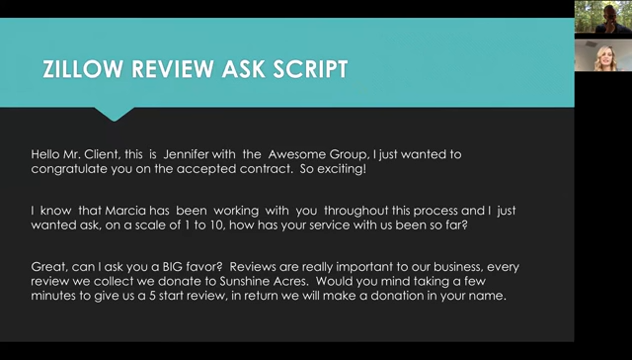 ZILLOW REVIEW ASK SCRIPT
Hello Mr. Client, this is Jennifer with the Awesome Group, I just wanted to
congratulate you on the accepted contract. So exciting!
I know that Marcia has been working with you throughout this process and I just
wanted ask, on a scale of 1 to 10, how has your service with us been so far?
Great, can I ask you a BIG favor? Reviews are really important to our business, every
review we collect we donate to Sunshine Acres. Would you mind taking a few
minutes to give us a 5 start review, in return we will make a donation in your name.